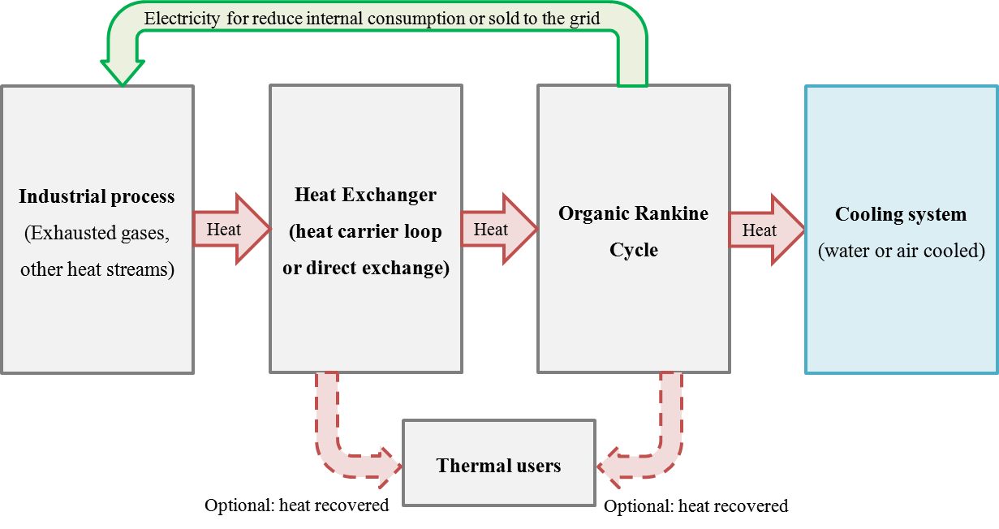 Electricity for reduce internal consumption or sold to the grid
Industrial process
(Exhausted gases,
other heat streams)
Heat
Heat Exchanger
(heat carrier loop
or direct exchange)
Heat
Organic Rankine
Cycle
Heat
Cooling system
(water or air cooled)
Thermal users
Optional: heat recovered
Optional: heat recovered